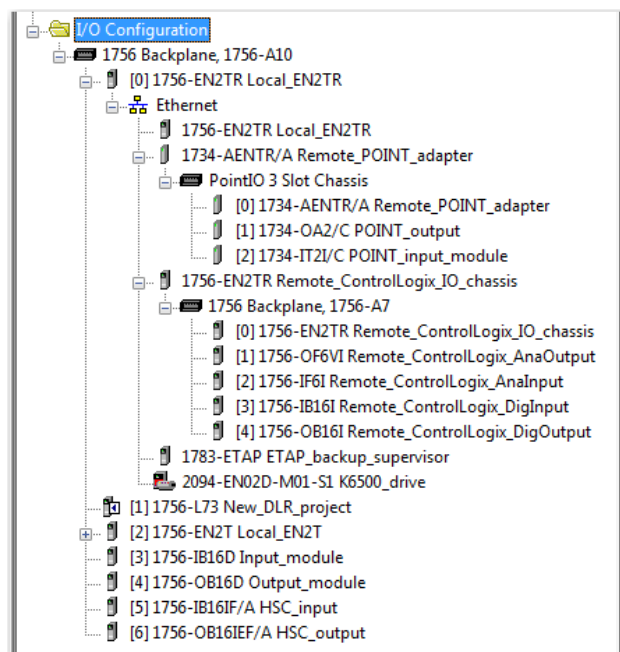 I/O Configuration
1756 Backplane, 1756-A10
[0] 1756-EN2TR Local_EN2TR
Ethernet
1756-EN2TR Local_EN2TR
1734-AENTR/A Remote_POINT_adapter
PointIO 3 Slot Chassis
[0] 1734-AENTR/A Remote_POINT_adapter
[1] 1734-OA2/C POINT_output
[2] 1734-IT2I/C POINT_input_module
1756-EN2TR Remote_ControlLogix_IO_chassis
1756 Backplane, 1756-A7
[0] 1756-EN2TR Remote_ControlLogix_IO_chassis
[1] 1756-OF6VI Remote_ControlLogix_AnaOutput
[2] 1756-IF6I Remote_ControlLogix_AnaInput
[3] 1756-IB16I Remote_ControlLogix_DigInput
[4] 1756-OB16I Remote_ControlLogix_DigOutput
1783-ETAP ETAP_backup_supervisor
2094-EN02D-M01-S1 K6500_drive
[1] 1756-L73 New_DLR_project
[2] 1756-EN2T Local_EN2T
[3] 1756-IB16D Input_module
[4] 1756-OB16D Output_module
[5] 1756-IB16IF/A HSC_input
[6] 1756-OB16IEF/A HSC_output